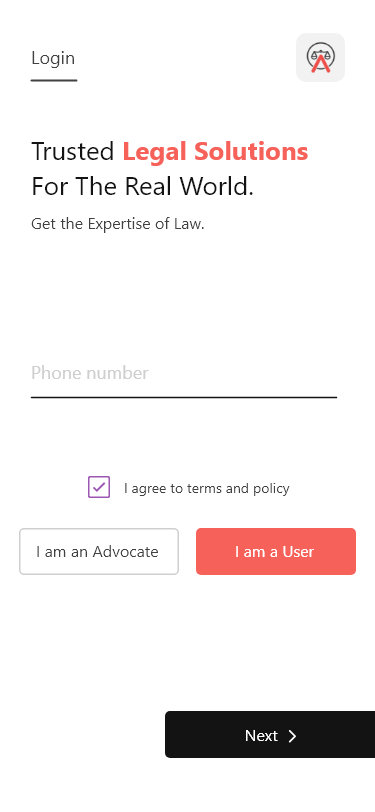 Login
Trusted Legal Solutions
For The Real World.
Get the Expertise of Law.
Phone number
I agree to terms and policy
I am an Advocate
I am a User
Next